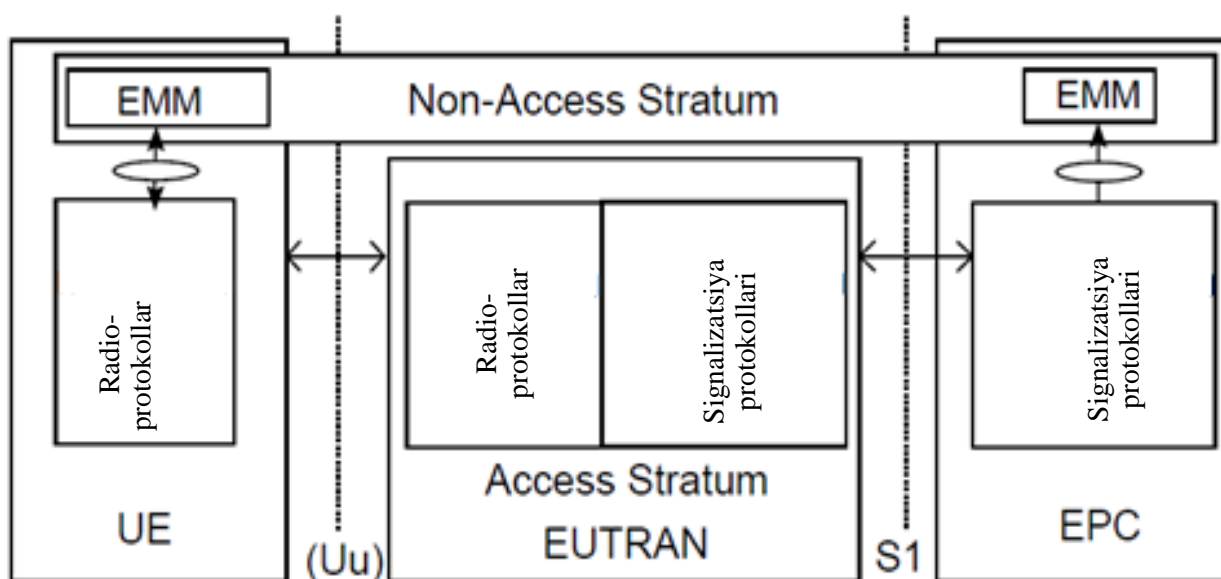 EMM
Non-Access Stratum
EMM
Radio-
protokollar
Radio-
protokollar
Signalizatsiya
protokollari
Signalizatsiya
protokollari
Access Stratum
UE
(Uu)
EUTRAN
S1
EPC